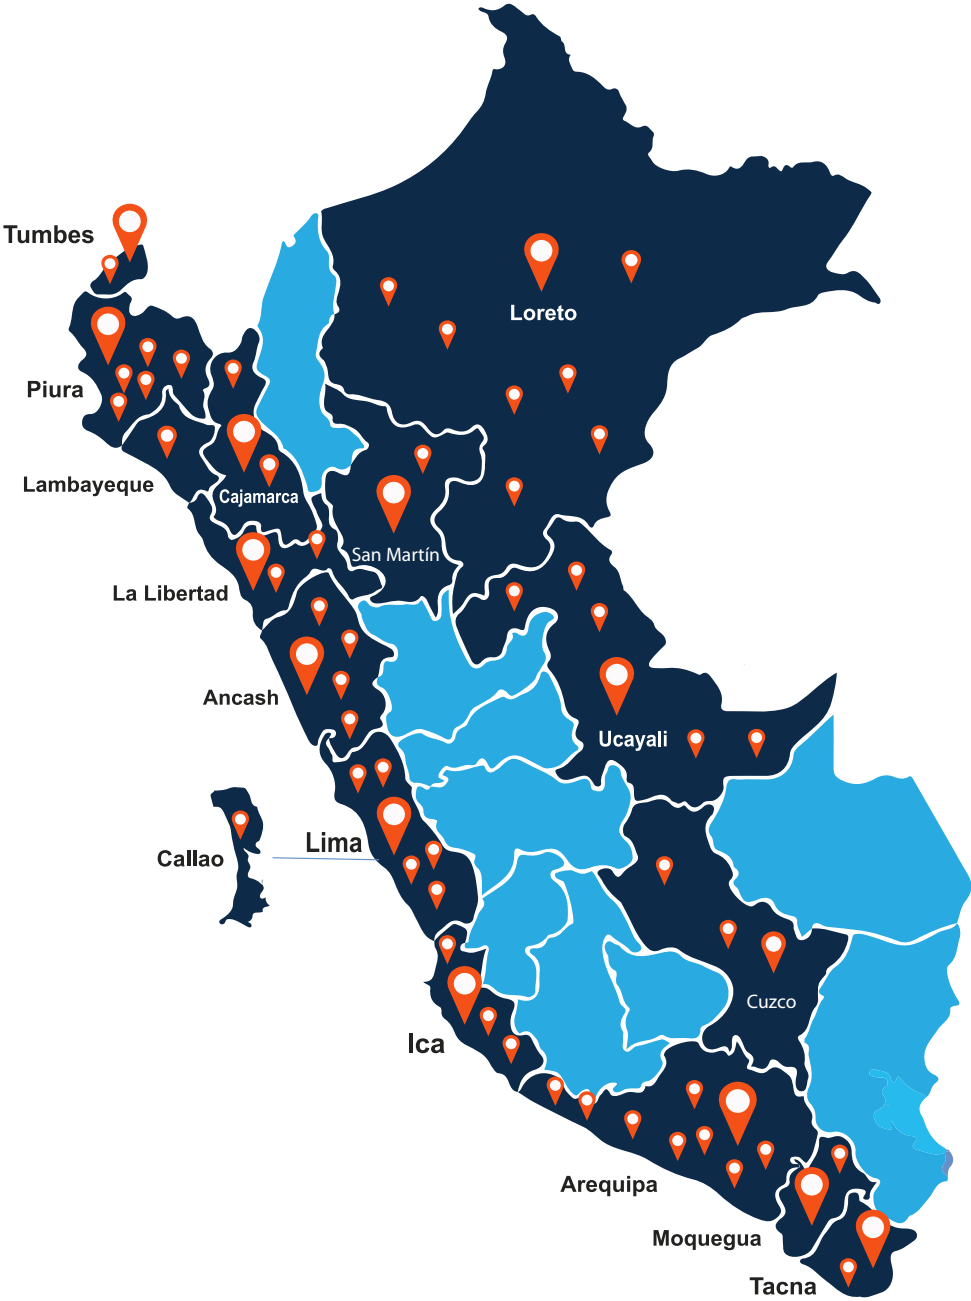 Tumbes
Loreto
Piura
Lambayeque
Cajamarca
San Martín
La Libertad
Ancash
Ucayali
Lima
Callao
Cuzco
Ica
Arequipa
Moquegua
Tacna